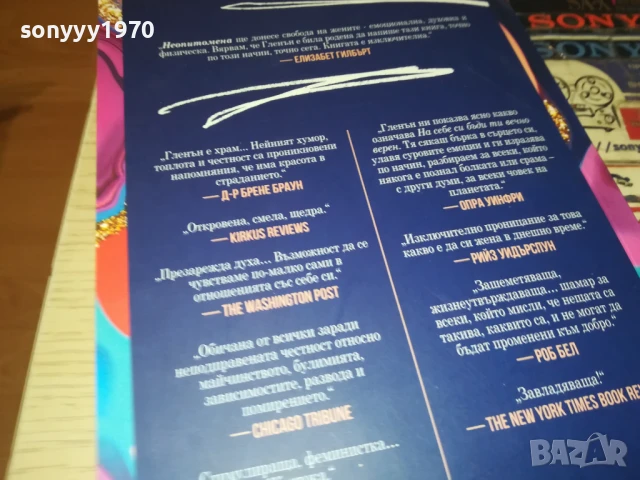 sonyyy1970
„Неопитомена ще донесе свобода на жените - емоционална, духовна и
физическа. Вярвам, че Гленън е била родена да напише тази книга, точно
по този начин, точно сега. Книгата е изключителна.“
— ЕЛИЗАБЕТ ГИЛБЪРТ
„Гленън е храм... Нейният хумор,
топлота и честност са проникновени
напомняния, че има красота в
страданието.“
— Д-Р БРЕНЕ БРАУН
„Откровена, смела, щедра.“
— KIRKUS REVIEWS
„Презарежда духа... Възможност да се
чувстваме по-малко сами в
отношенията със себе си.“
— THE WASHINGTON POST
„Обичана от всички заради
неподправената честност относно
майчинството, булимията,
зависимостите, развода и
помирението.“
— CHICAGO TRIBUNE
„Стимулираща, феминистка...
„Гленън ни показва ясно какво
означава На себе си бъди ти вечно
верен. Тя сякаш бърка в сърцето си,
улавя суровите емоции и ги изразява
по начин, разбираем за всеки, който
някога е познал болката или срама –
с други думи, за всеки човек на
планетата.“
— ОПРА УИНФРИ
„Изключително проницание за това
какво е да си жена в днешно време.“
— РИЙЗ УИДЪРСПУН
„Зашеметяваща,
жизнеутвърждаваща... шамар за
всеки, който мисли, че нещата са
такива, каквито са, и не могат да
бъдат променени към добро.“
— РОБ БЕЛ
„Завладяваща!“
— THE NEW YORK TIMES BOOK RE
SONY
SONY
//sony
BAZAR